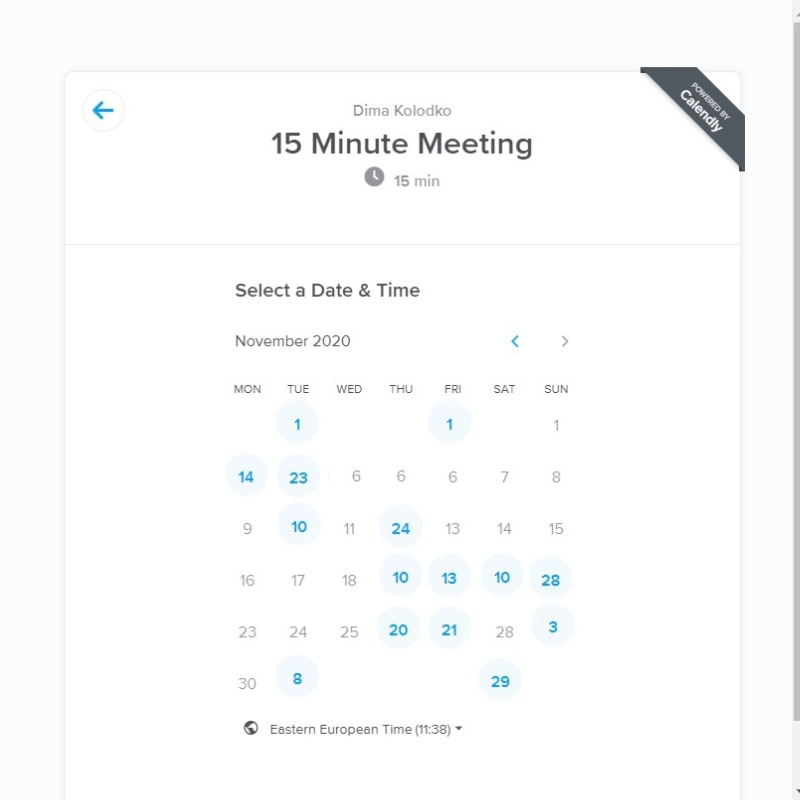 POWERED BY
Calendly
Dima Kolodko
15 Minute Meeting
15 min
Select a Date & Time
November 2020
MON TUE WED THU FRI SAT SUN
1 1 1
14 23 6 6 6 7 8
9 10 11 24 13 14 15
16 17 18 10 13 10 28
23 24 25 20 21 28 3
30 8 29
Eastern European Time (11:38)